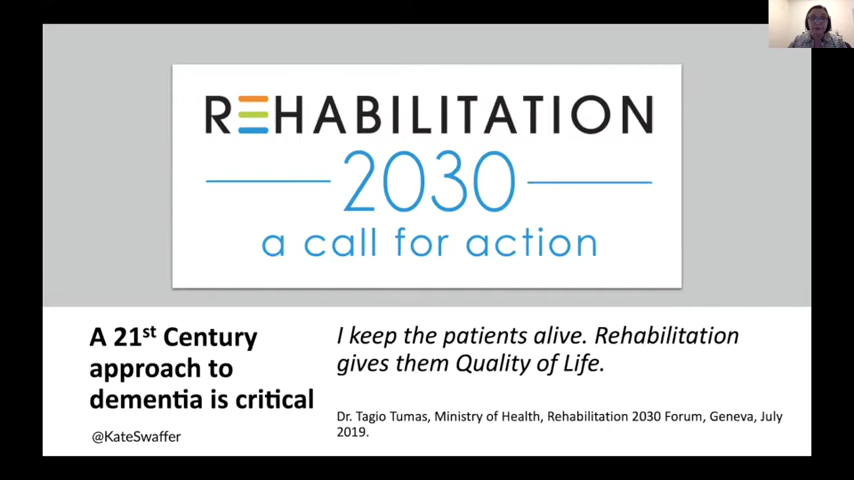 REHABILITATION
2030
a call for action
A 21st Century
approach to
dementia is critical
@KateSwaffer
I keep the patients alive. Rehabilitation
gives them Quality of Life.
Dr. Tagio Tumas, Ministry of Health, Rehabilitation 2030 Forum, Geneva, July
2019.